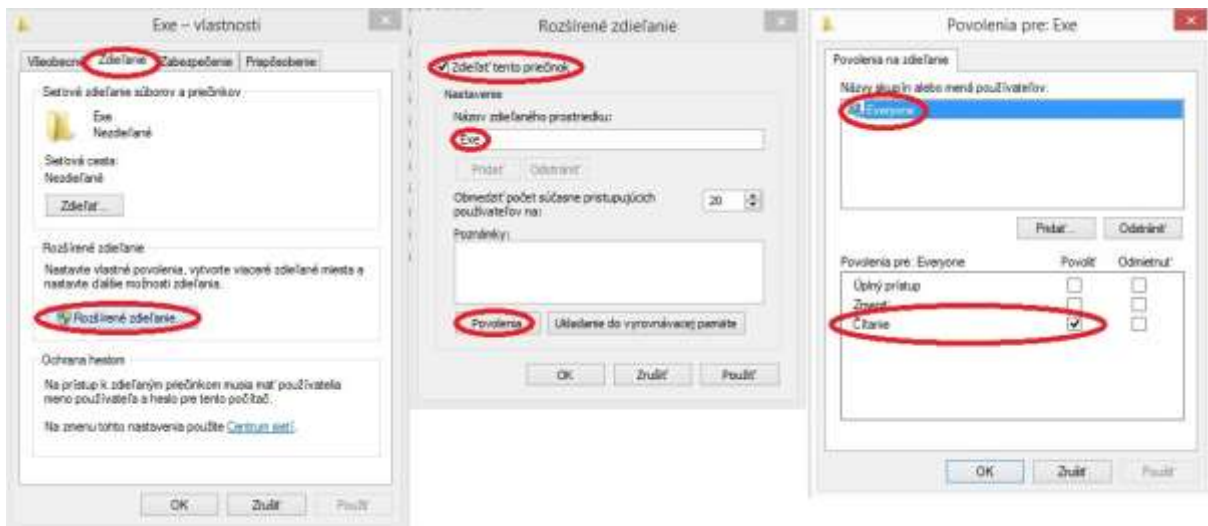 Exe – vlastnosti
Všeobecné Zdieľanie Zabezpečenie Prispôsobenie
Sieťové zdieľanie súborov a priečinkov
Exe
Nezdieľané
Sieťová cesta:
Nezdieľané
Zdieľať...
Rozšírené zdieľanie
Nastavte vlastné povolenia, vytvorte viaceré zdieľané miesta a
nastavte ďalšie možnosti zdieľania.
Rozšírené zdieľanie...
Ochrana heslom
Na prístup k zdieľaným priečinkom musia mať používatelia
meno používateľa a heslo pre tento počítač.
Na zmenu tohto nastavenia použite Centrum sietí.
OK Zrušiť Použiť
Rozšírené zdieľanie
Zdieľať tento priečinok
Nastavenie
Názov zdieľaného prostriedku:
Exe
Pridať Odstrániť
Obmedziť počet súčasne pristupujúcich
používateľov na:
20
Poznámky:
Povolenia Ukladanie do vyrovnávacej pamäte
OK Zrušiť Použiť
Povolenia pre: Exe
Povolenia na zdieľanie
Názvy skupín alebo mená používateľov:
Everyone
Pridať... Odstrániť
Povolenia pre: Everyone Povoliť Odmietnuť
Úplný prístup
Zmeniť
Čítanie
OK Zrušiť Použiť